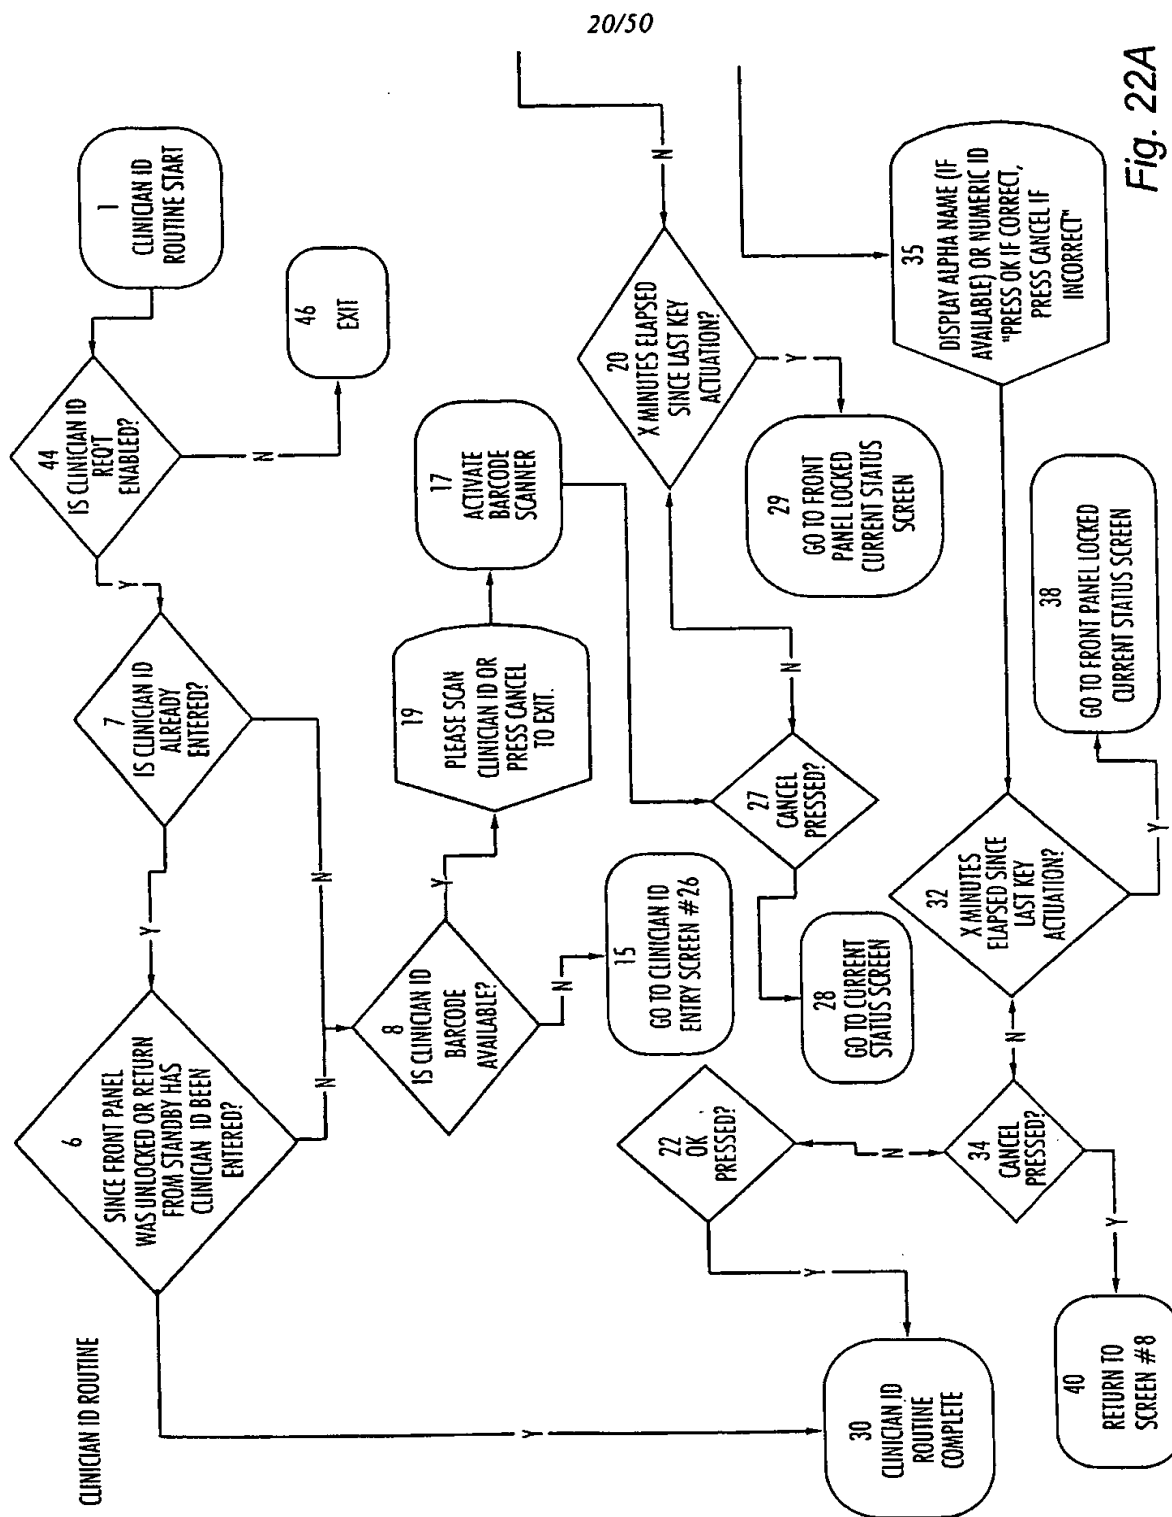 20/50
CLINICIAN ID ROUTINE
1
CLINICIAN ID
ROUTINE START
44
IS CLINICIAN ID
REQ'T
ENABLED?
N
46
EXIT
Y
7
IS CLINICIAN ID
ALREADY
ENTERED?
N
Y
6
SINCE FRONT PANEL
WAS UNLOCKED OR RETURN
FROM STANDBY HAS
CLINICIAN ID BEEN
ENTERED?
N
Y
8
IS CLINICIAN ID
BARCODE
AVAILABLE?
Y
N
19
PLEASE SCAN
CLINICIAN ID OR
PRESS CANCEL
TO EXIT.
17
ACTIVATE
BARCODE
SCANNER
15
GO TO CLINICIAN ID
ENTRY SCREEN #26
27
CANCEL
PRESSED?
N
28
GO TO CURRENT
STATUS SCREEN
20
X MINUTES ELAPSED
SINCE LAST KEY
ACTUATION?
N
Y
29
GO TO FRONT
PANEL LOCKED
CURRENT STATUS
SCREEN
35
DISPLAY ALPHA NAME (IF
AVAILABLE) OR NUMERIC ID
"PRESS OK IF CORRECT,
PRESS CANCEL IF
INCORRECT"
32
X MINUTES
ELAPSED SINCE
LAST KEY
ACTUATION?
Y
N
38
GO TO FRONT PANEL LOCKED
CURRENT STATUS SCREEN
34
CANCEL
PRESSED?
N
Y
22
OK
PRESSED?
Y
30
CLINICIAN ID
ROUTINE
COMPLETE
40
RETURN TO
SCREEN #8
Fig. 22A